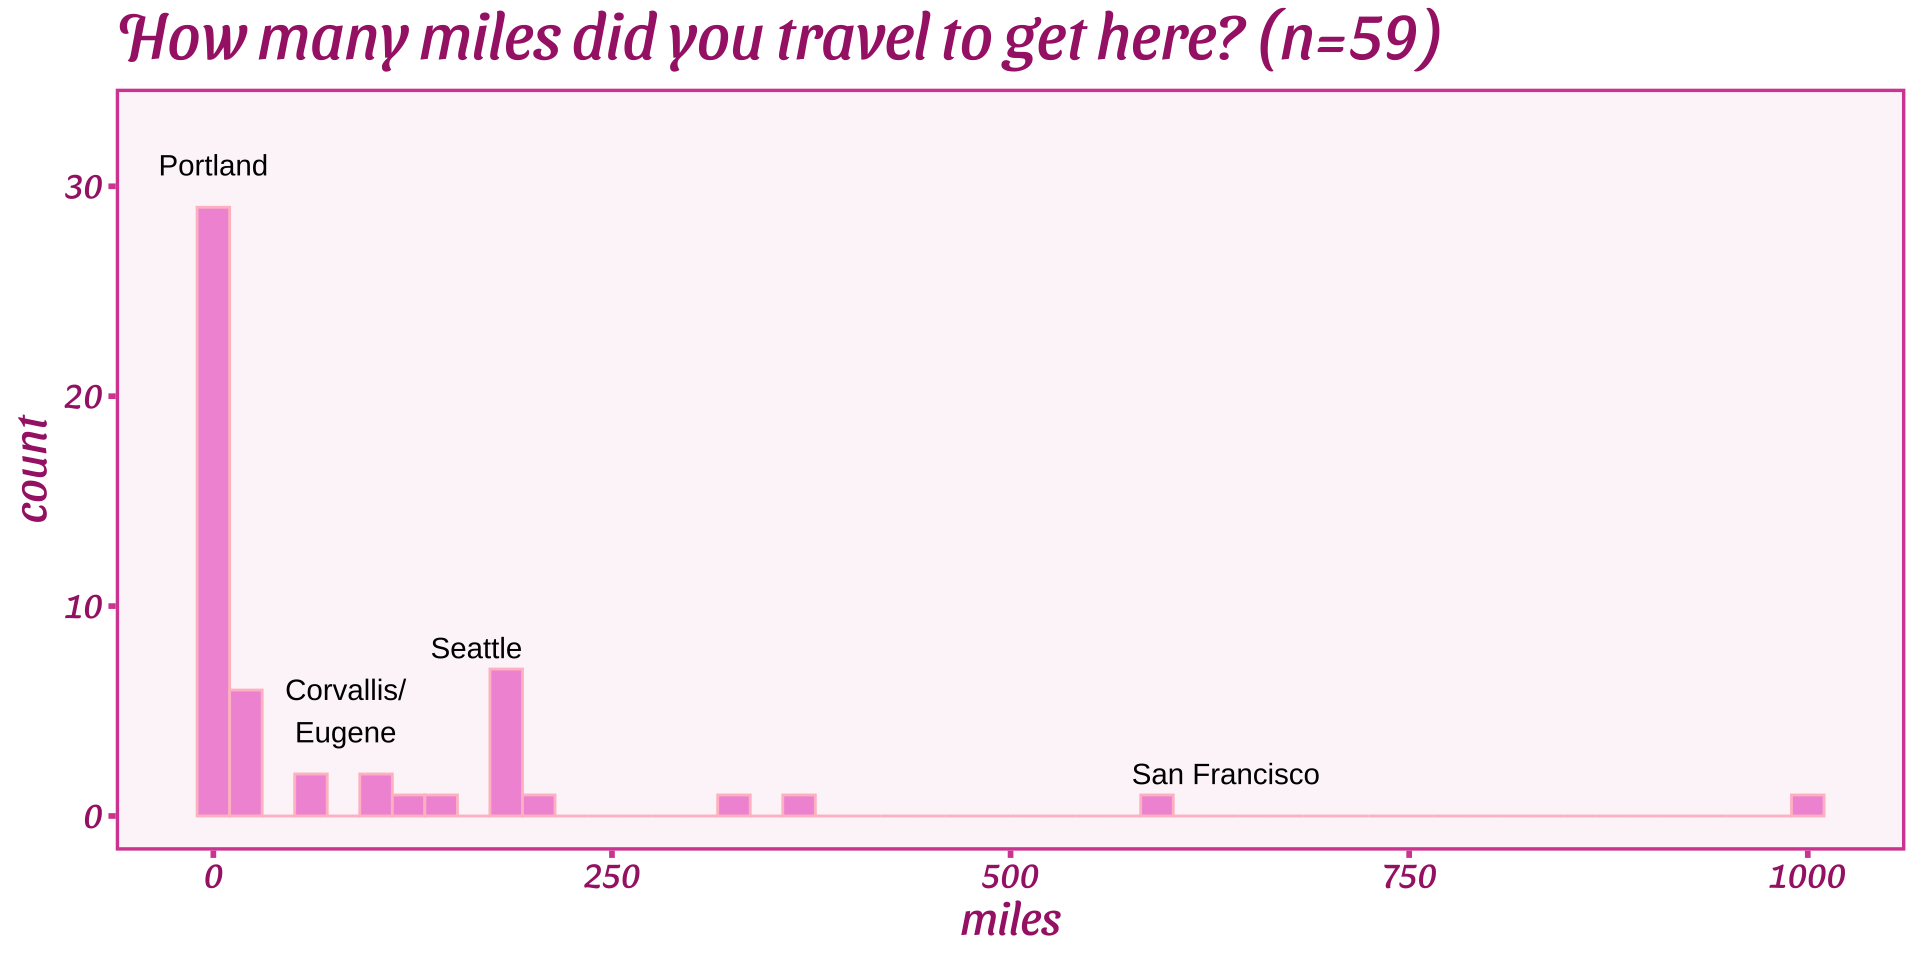 How many miles did you travel to get here? (n=59)
Portland
30
20
10
0
count
Seattle
Corvallis/
Eugene
San Francisco
0 250 500 750 1000
miles